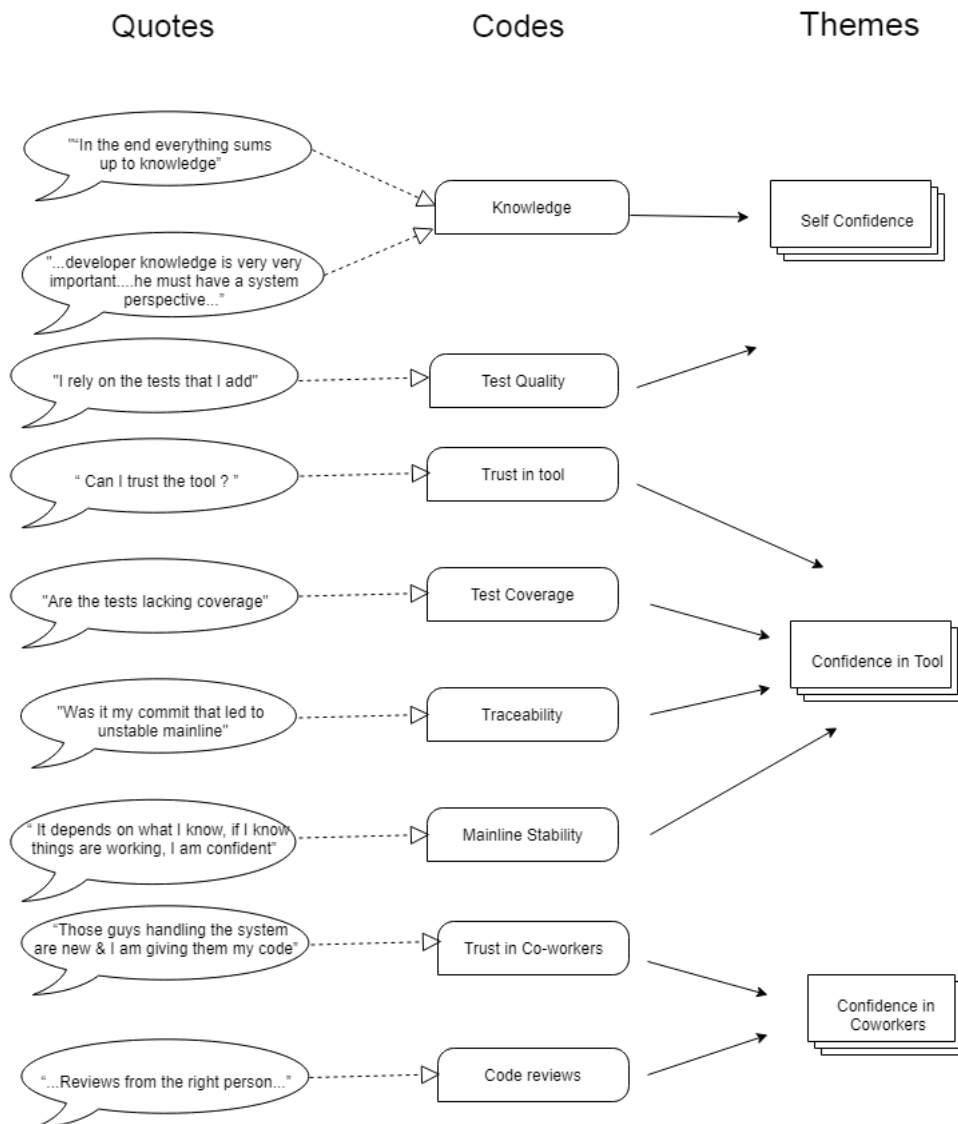 Quotes
Codes
Themes
"“In the end everything sums
up to knowledge”
Knowledge
Self Confidence
"...developer knowledge is very very
important....he must have a system
perspective...”
"I rely on the tests that I add"
Test Quality
“ Can I trust the tool ? ”
Trust in tool
"Are the tests lacking coverage"
Test Coverage
Confidence in Tool
"Was it my commit that led to
unstable mainline”
Traceability
“ It depends on what I know, if I know
things are working, I am confident”
Mainline Stability
“Those guys handling the system
are new & I am giving them my code”
Trust in Co-workers
Confidence in
Coworkers
“...Reviews from the right person...”
Code reviews